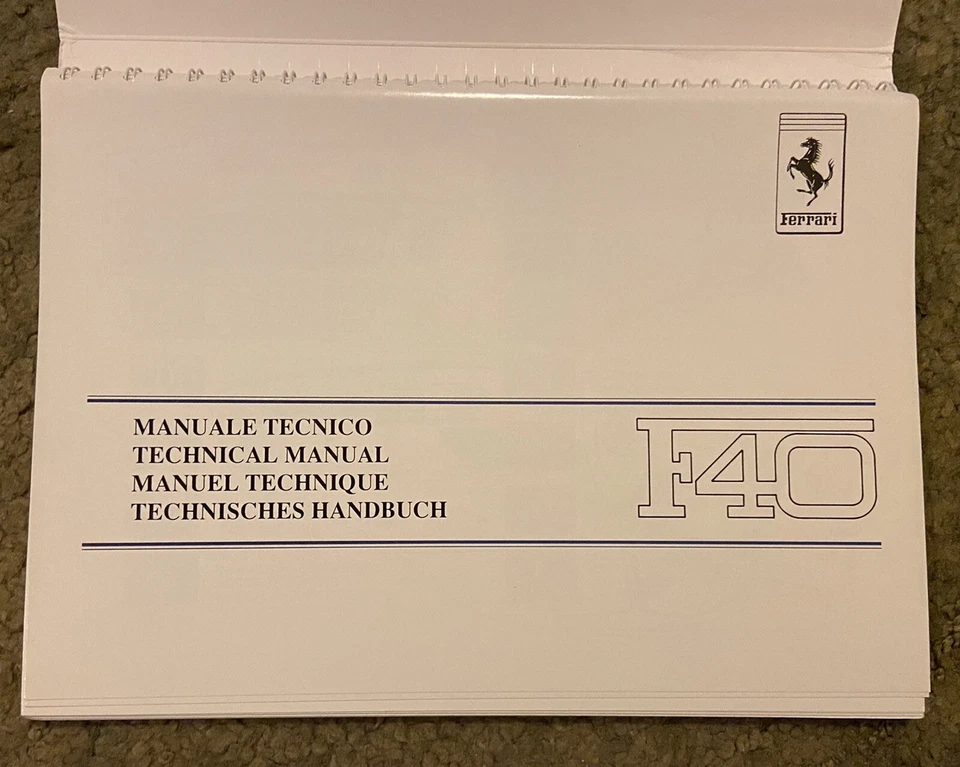 Ferrari
MANUALE TECNICO
TECHNICAL MANUAL
MANUEL TECHNIQUE
TECHNISCHES HANDBUCH
F40